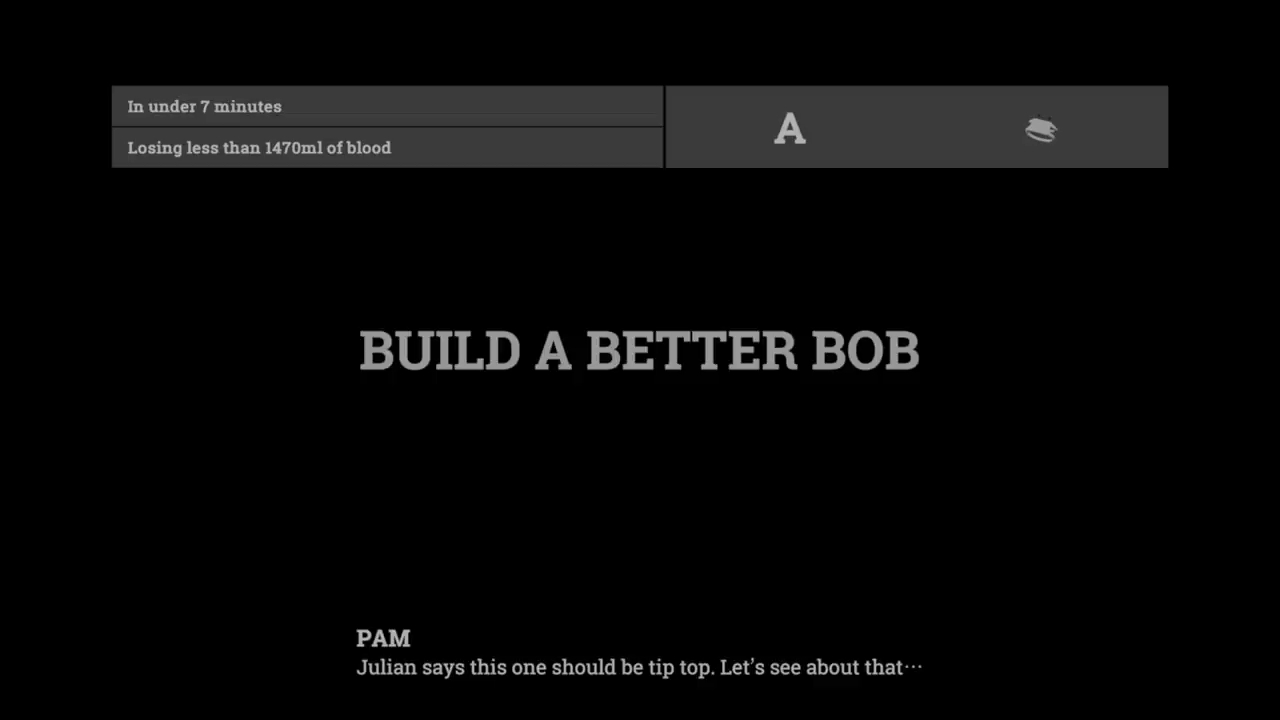 In under 7 minutes
Losing less than 1470ml of blood
A
BUILD A BETTER BOB
PAM
Julian says this one should be tip top. Let's see about that···